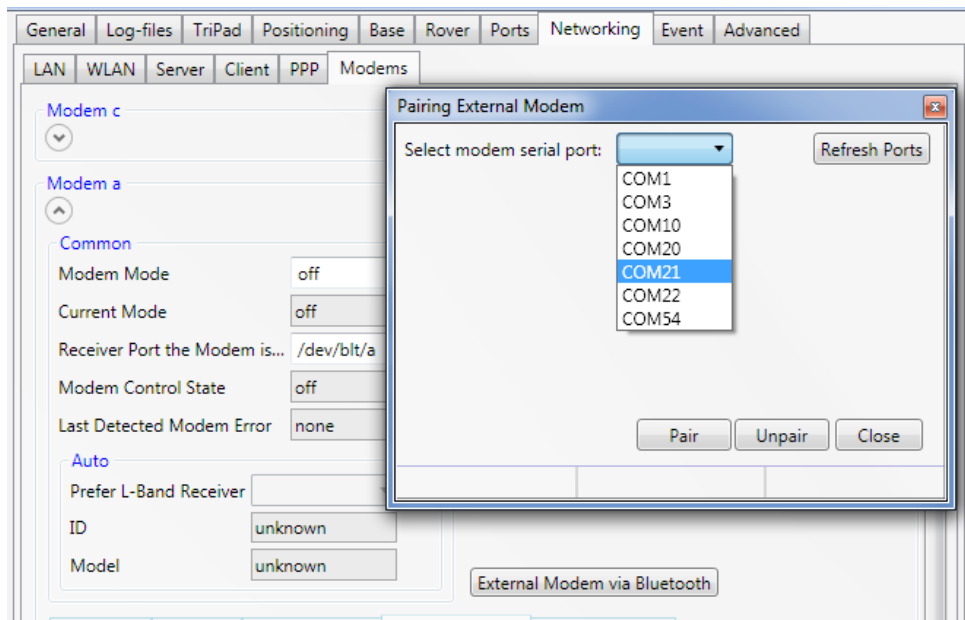 General Log-files TriPad Positioning Base Rover Ports Networking Event Advanced
LAN WLAN Server Client PPP Modems
Modem c
Modem a
Common
Modem Mode off
Current Mode off
Receiver Port the Modem is... /dev/blt/a
Modem Control State off
Last Detected Modem Error none
Auto
Prefer L-Band Receiver
ID unknown
Model unknown
External Modem via Bluetooth
Pairing External Modem
Select modem serial port: Refresh Ports
COM1
COM3
COM10
COM20
COM21
COM22
COM54
Pair Unpair Close